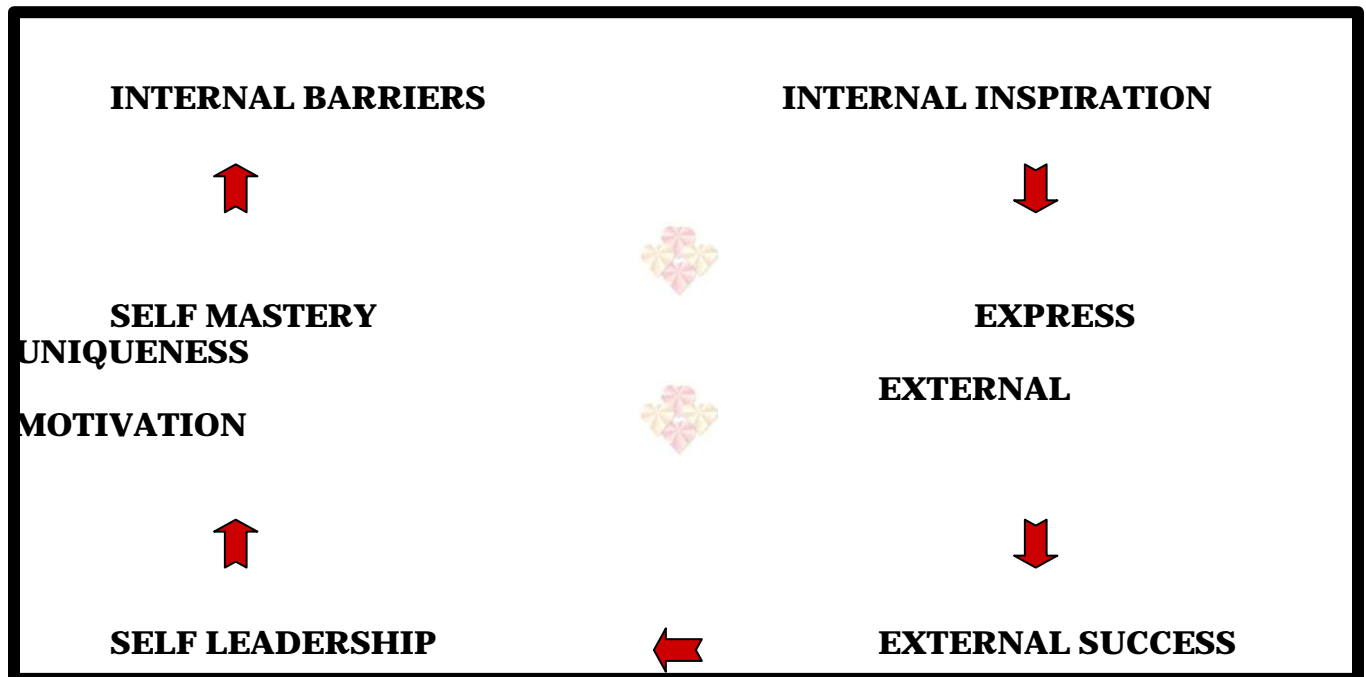 INTERNAL BARRIERS INTERNAL INSPIRATION
SELF MASTERY EXPRESS
UNIQUENESS
EXTERNAL
MOTIVATION
SELF LEADERSHIP EXTERNAL SUCCESS